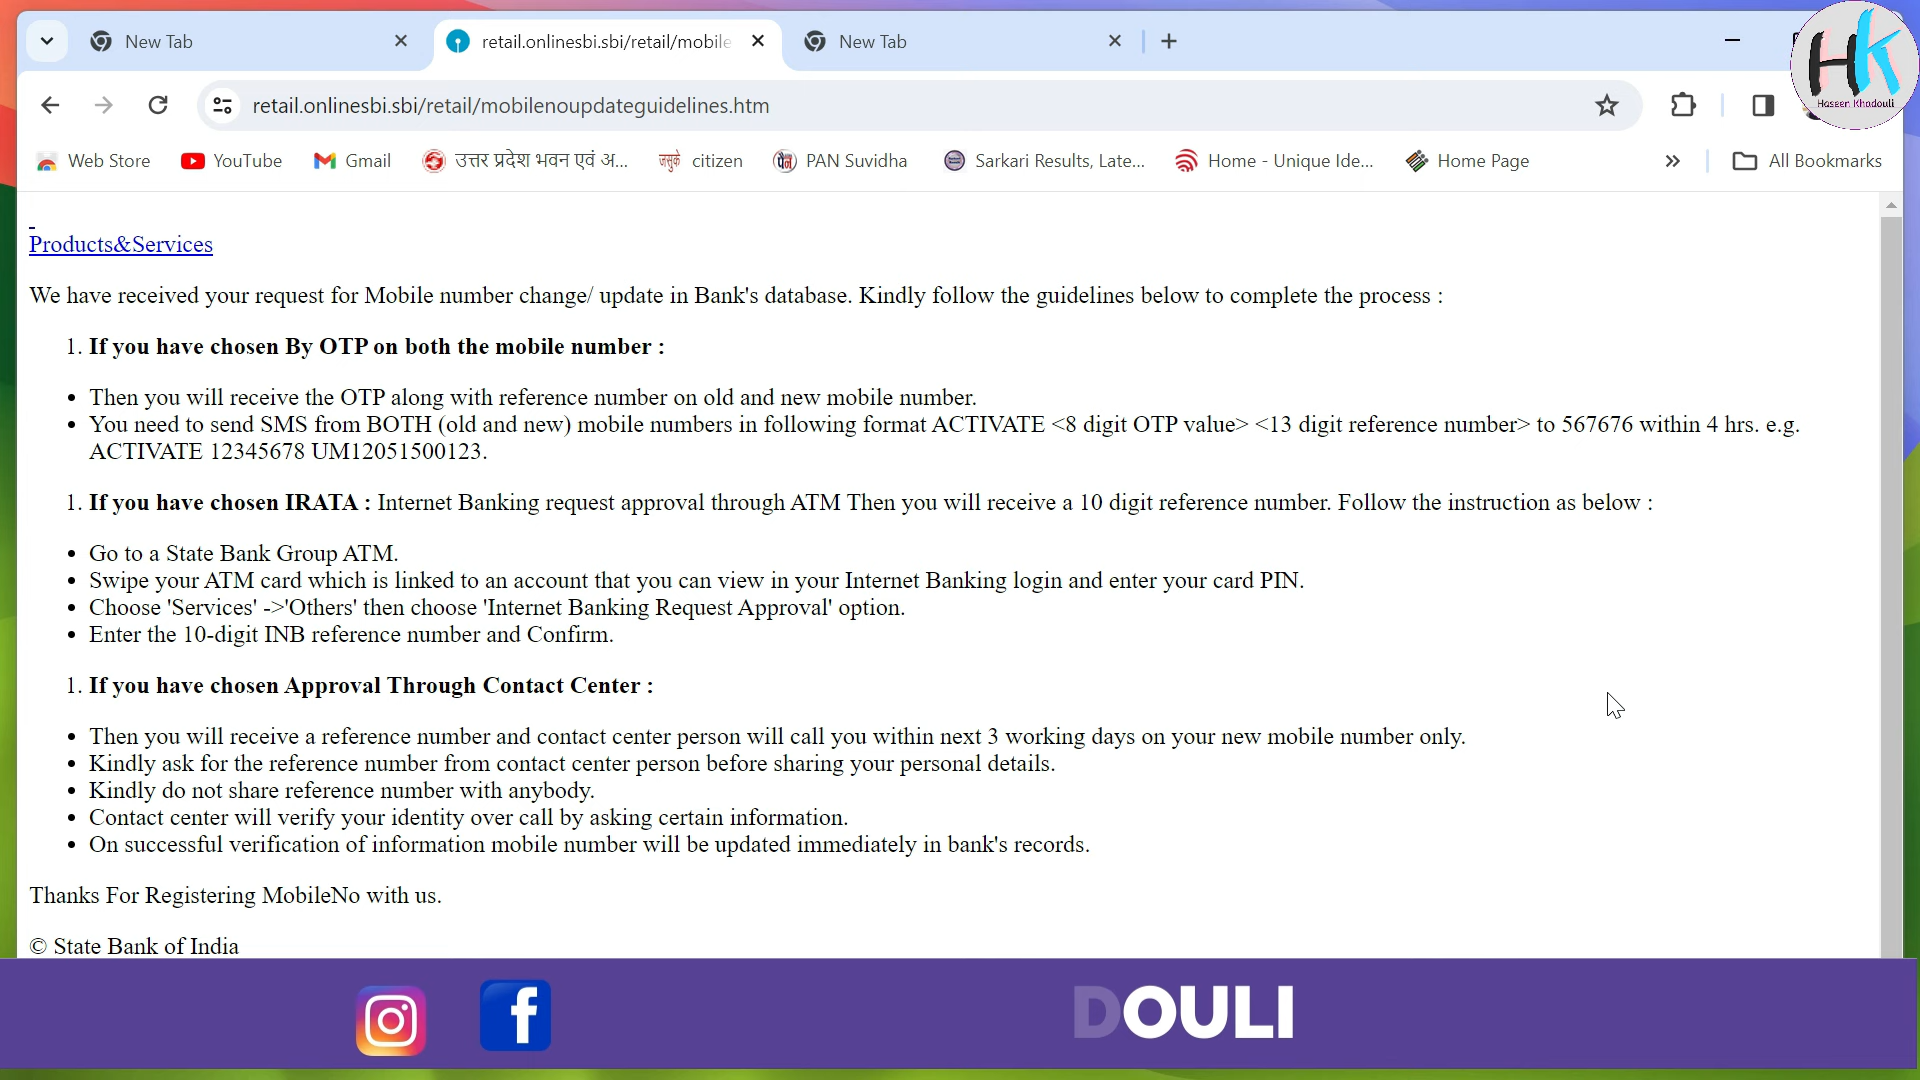 New Tab
retail.onlinesbi.sbi/retail/mobile
New Tab
retail.onlinesbi.sbi/retail/mobilenoupdateguidelines.htm
HK
Haseen Khadouli
Web Store
YouTube
Gmail
उत्तर प्रदेश भवन एवं अ...
citizen
PAN Suvidha
Sarkari Results, Late...
Home - Unique Ide...
Home Page
All Bookmarks
Products&Services
We have received your request for Mobile number change/ update in Bank's database. Kindly follow the guidelines below to complete the process :
1. If you have chosen By OTP on both the mobile number :
• Then you will receive the OTP along with reference number on old and new mobile number.
• You need to send SMS from BOTH (old and new) mobile numbers in following format ACTIVATE <8 digit OTP value> <13 digit reference number> to 567676 within 4 hrs. e.g.
ACTIVATE 12345678 UM12051500123.
1. If you have chosen IRATA : Internet Banking request approval through ATM Then you will receive a 10 digit reference number. Follow the instruction as below :
• Go to a State Bank Group ATM.
• Swipe your ATM card which is linked to an account that you can view in your Internet Banking login and enter your card PIN.
• Choose 'Services' ->'Others' then choose 'Internet Banking Request Approval' option.
• Enter the 10-digit INB reference number and Confirm.
1. If you have chosen Approval Through Contact Center :
• Then you will receive a reference number and contact center person will call you within next 3 working days on your new mobile number only.
• Kindly ask for the reference number from contact center person before sharing your personal details.
• Kindly do not share reference number with anybody.
• Contact center will verify your identity over call by asking certain information.
• On successful verification of information mobile number will be updated immediately in bank's records.
Thanks For Registering MobileNo with us.
© State Bank of India
DOULI